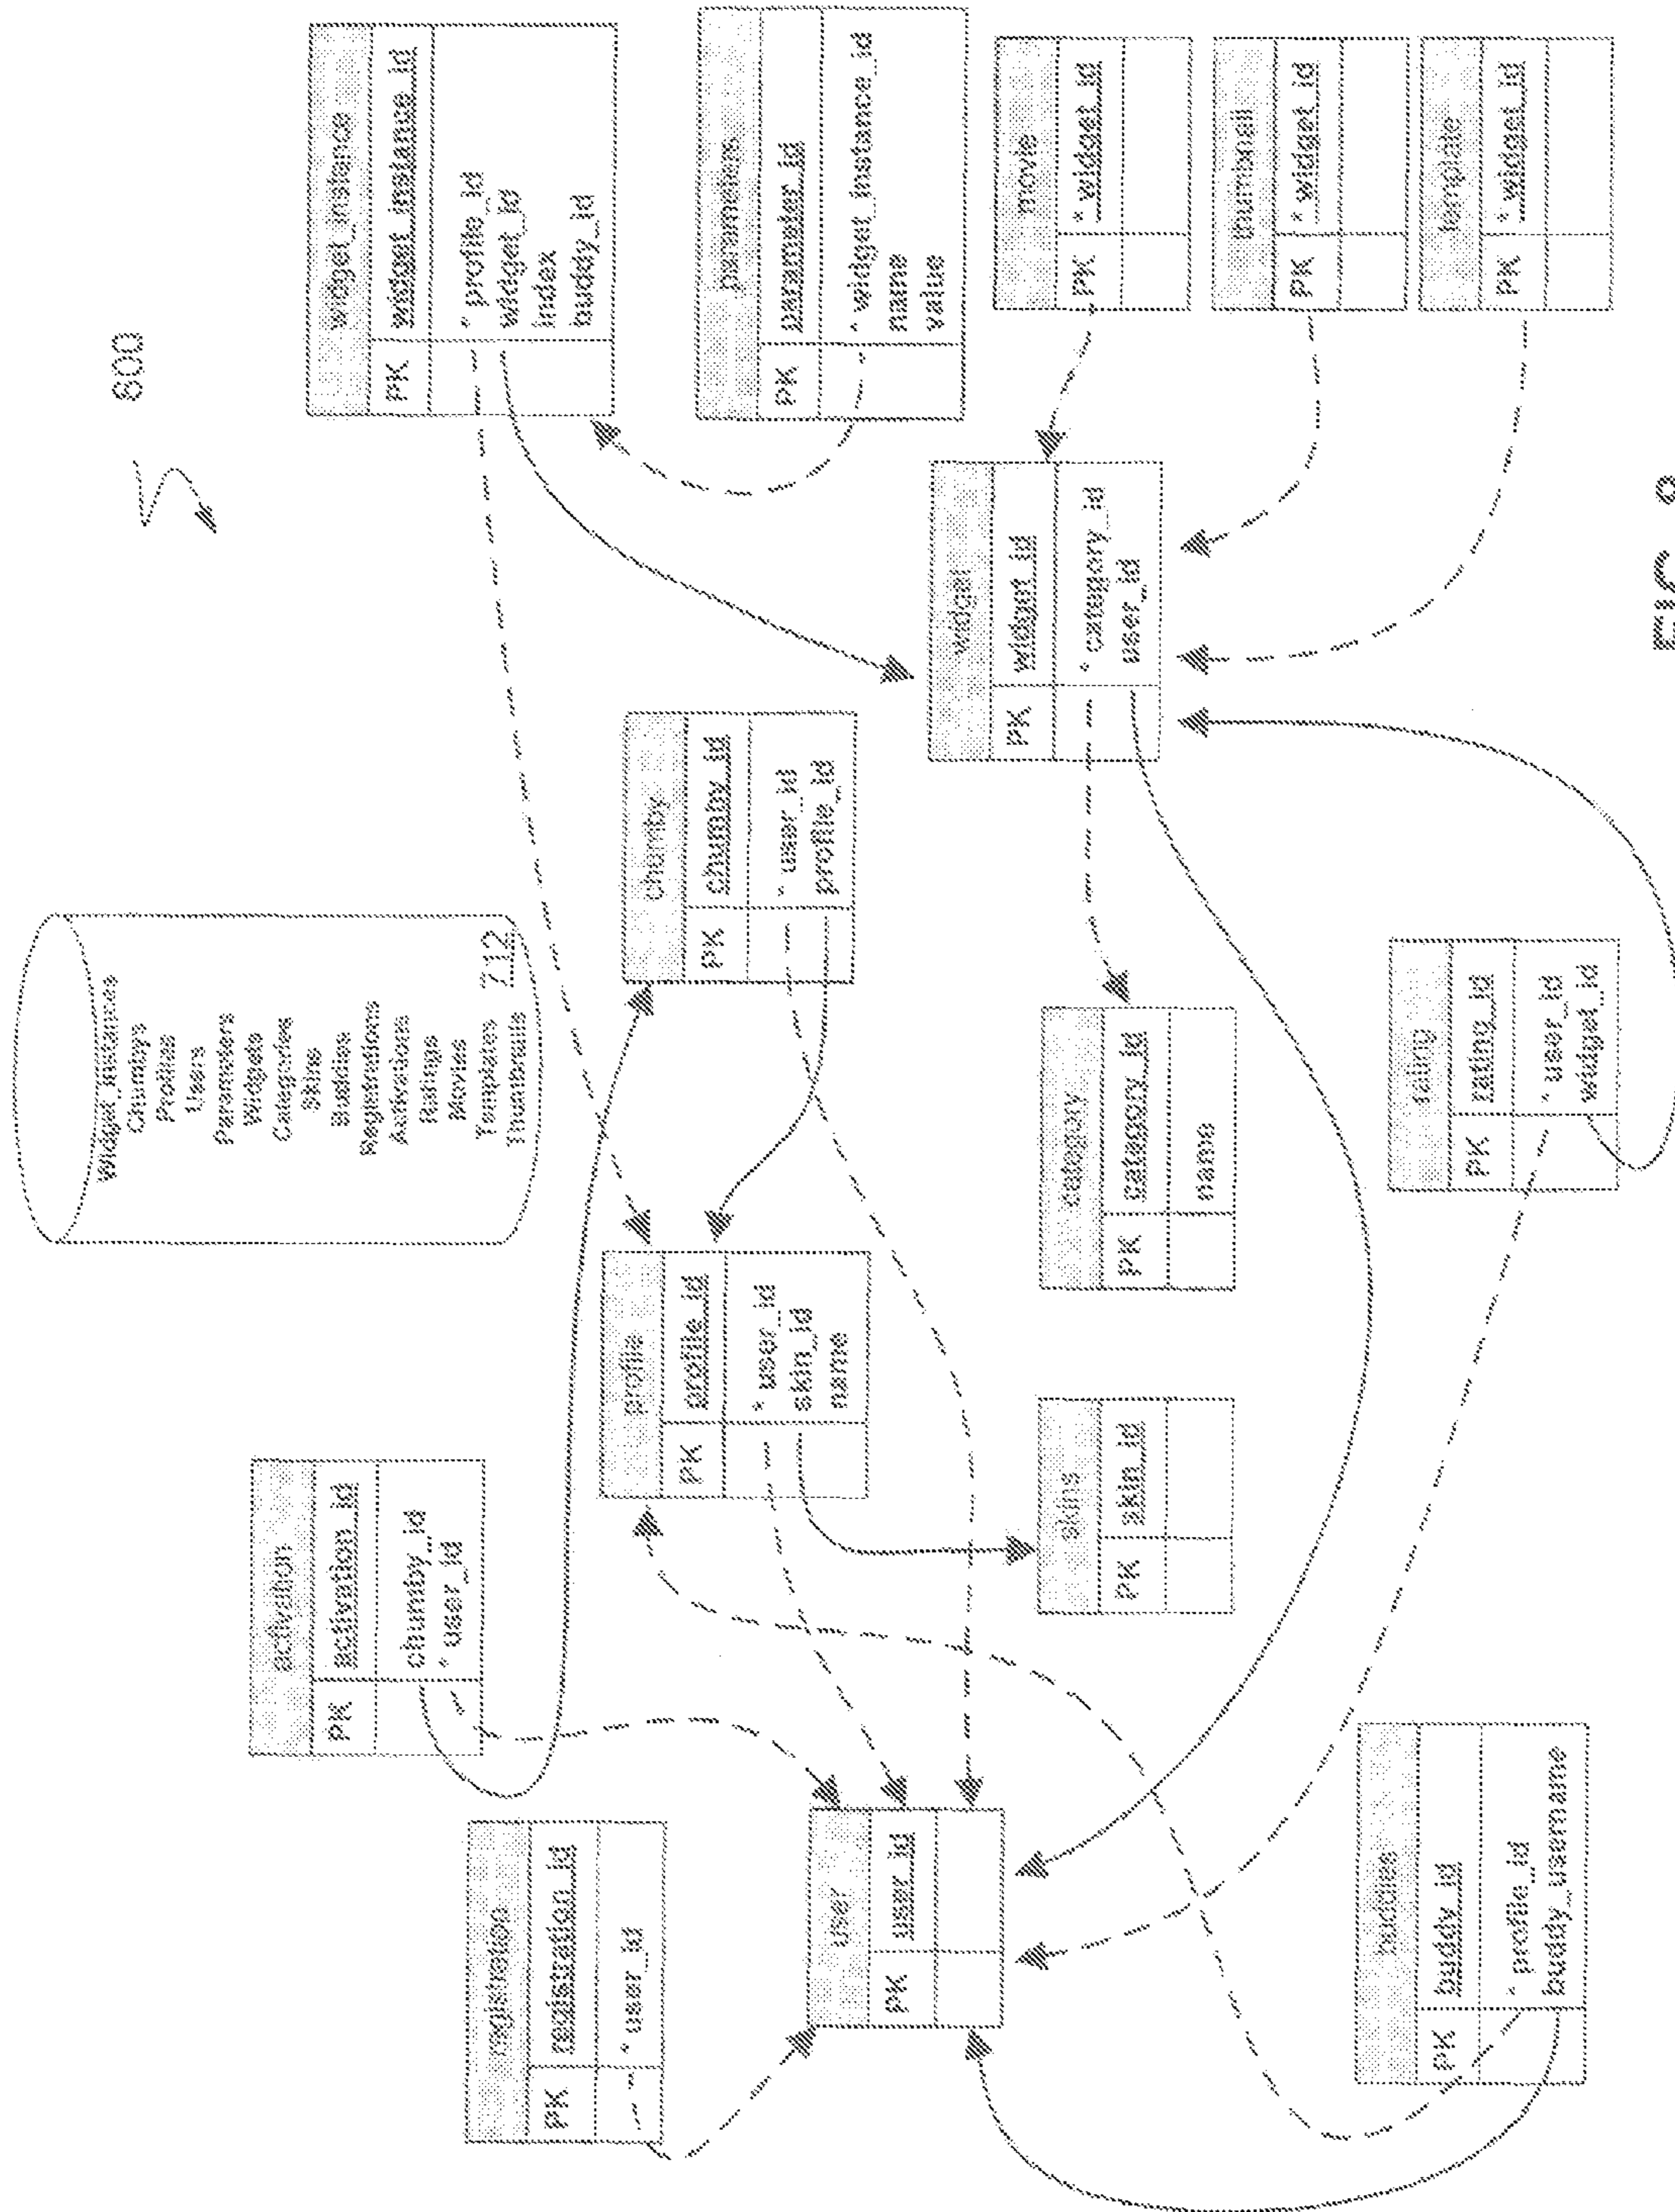 800
Widget_Instances
Chumbys
Profiles
Users
Parameters
Widgets
Categories
Skins
Buddies
Registrations
Activations
Ratings
Movies
Templates
Thumbnails
712
registration
PK registration_id
* user_id
activation
PK activation_id
chumby_id
* user_id
user
PK user_id
profile
PK profile_id
* user_id
skin_id
name
chumby
PK chumby_id
* user_id
profile_id
widget_instance
PK widget_instance_id
* profile_id
widget_id
index
buddy_id
parameters
PK parameter_id
* widget_instance_id
name
value
buddies
PK buddy_id
* profile_id
buddy_username
skins
PK skin_id
category
PK category_id
name
rating
PK rating_id
* user_id
widget_id
widget
PK widget_id
* category_id
user_id
movie
PK * widget_id
thumbnail
PK * widget_id
template
PK * widget_id
FIG. 8